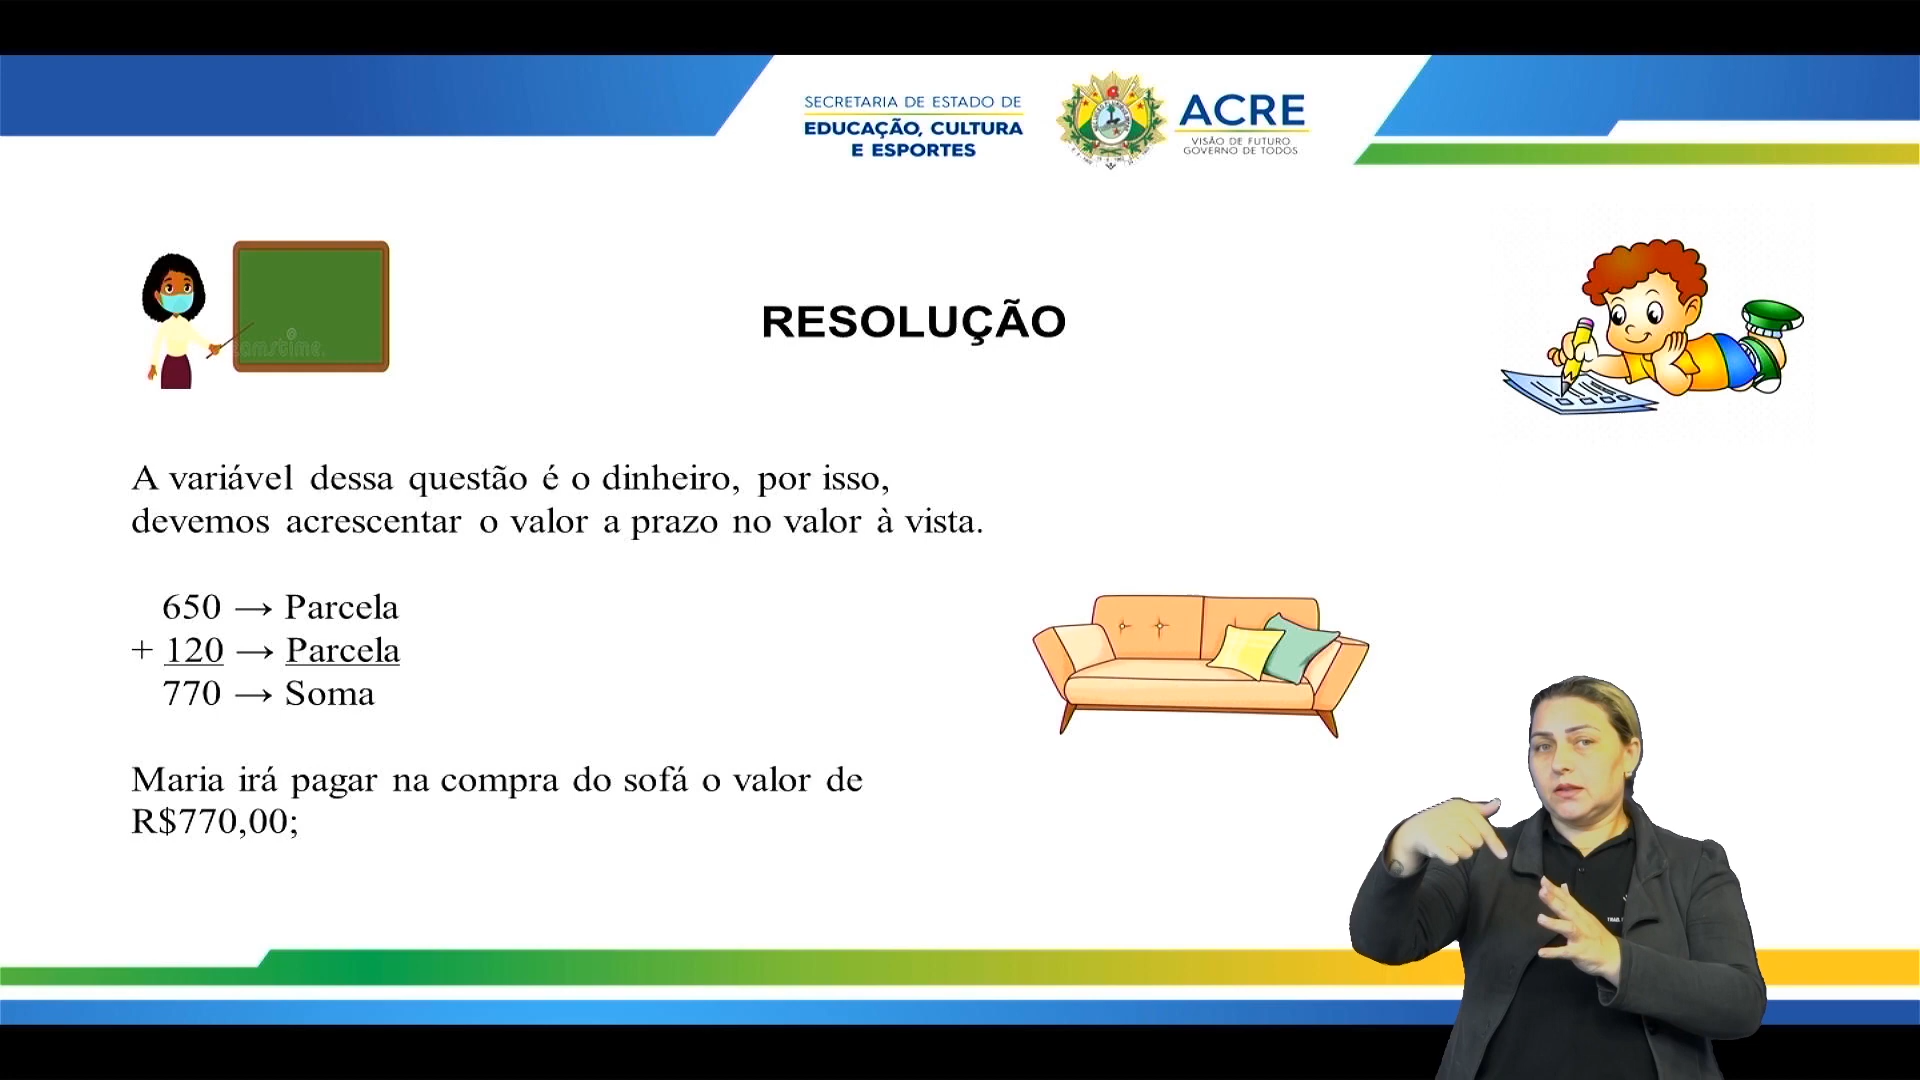 SECRETARIA DE ESTADO DE
EDUCAÇÃO, CULTURA
E ESPORTES
ACRE
VISÃO DE FUTURO
GOVERNO DE TODOS
RESOLUÇÃO
A variável dessa questão é o dinheiro, por isso,
devemos acrescentar o valor a prazo no valor à vista.
650 → Parcela
+ 120 → Parcela
770 → Soma
Maria irá pagar na compra do sofá o valor de
R$770,00;